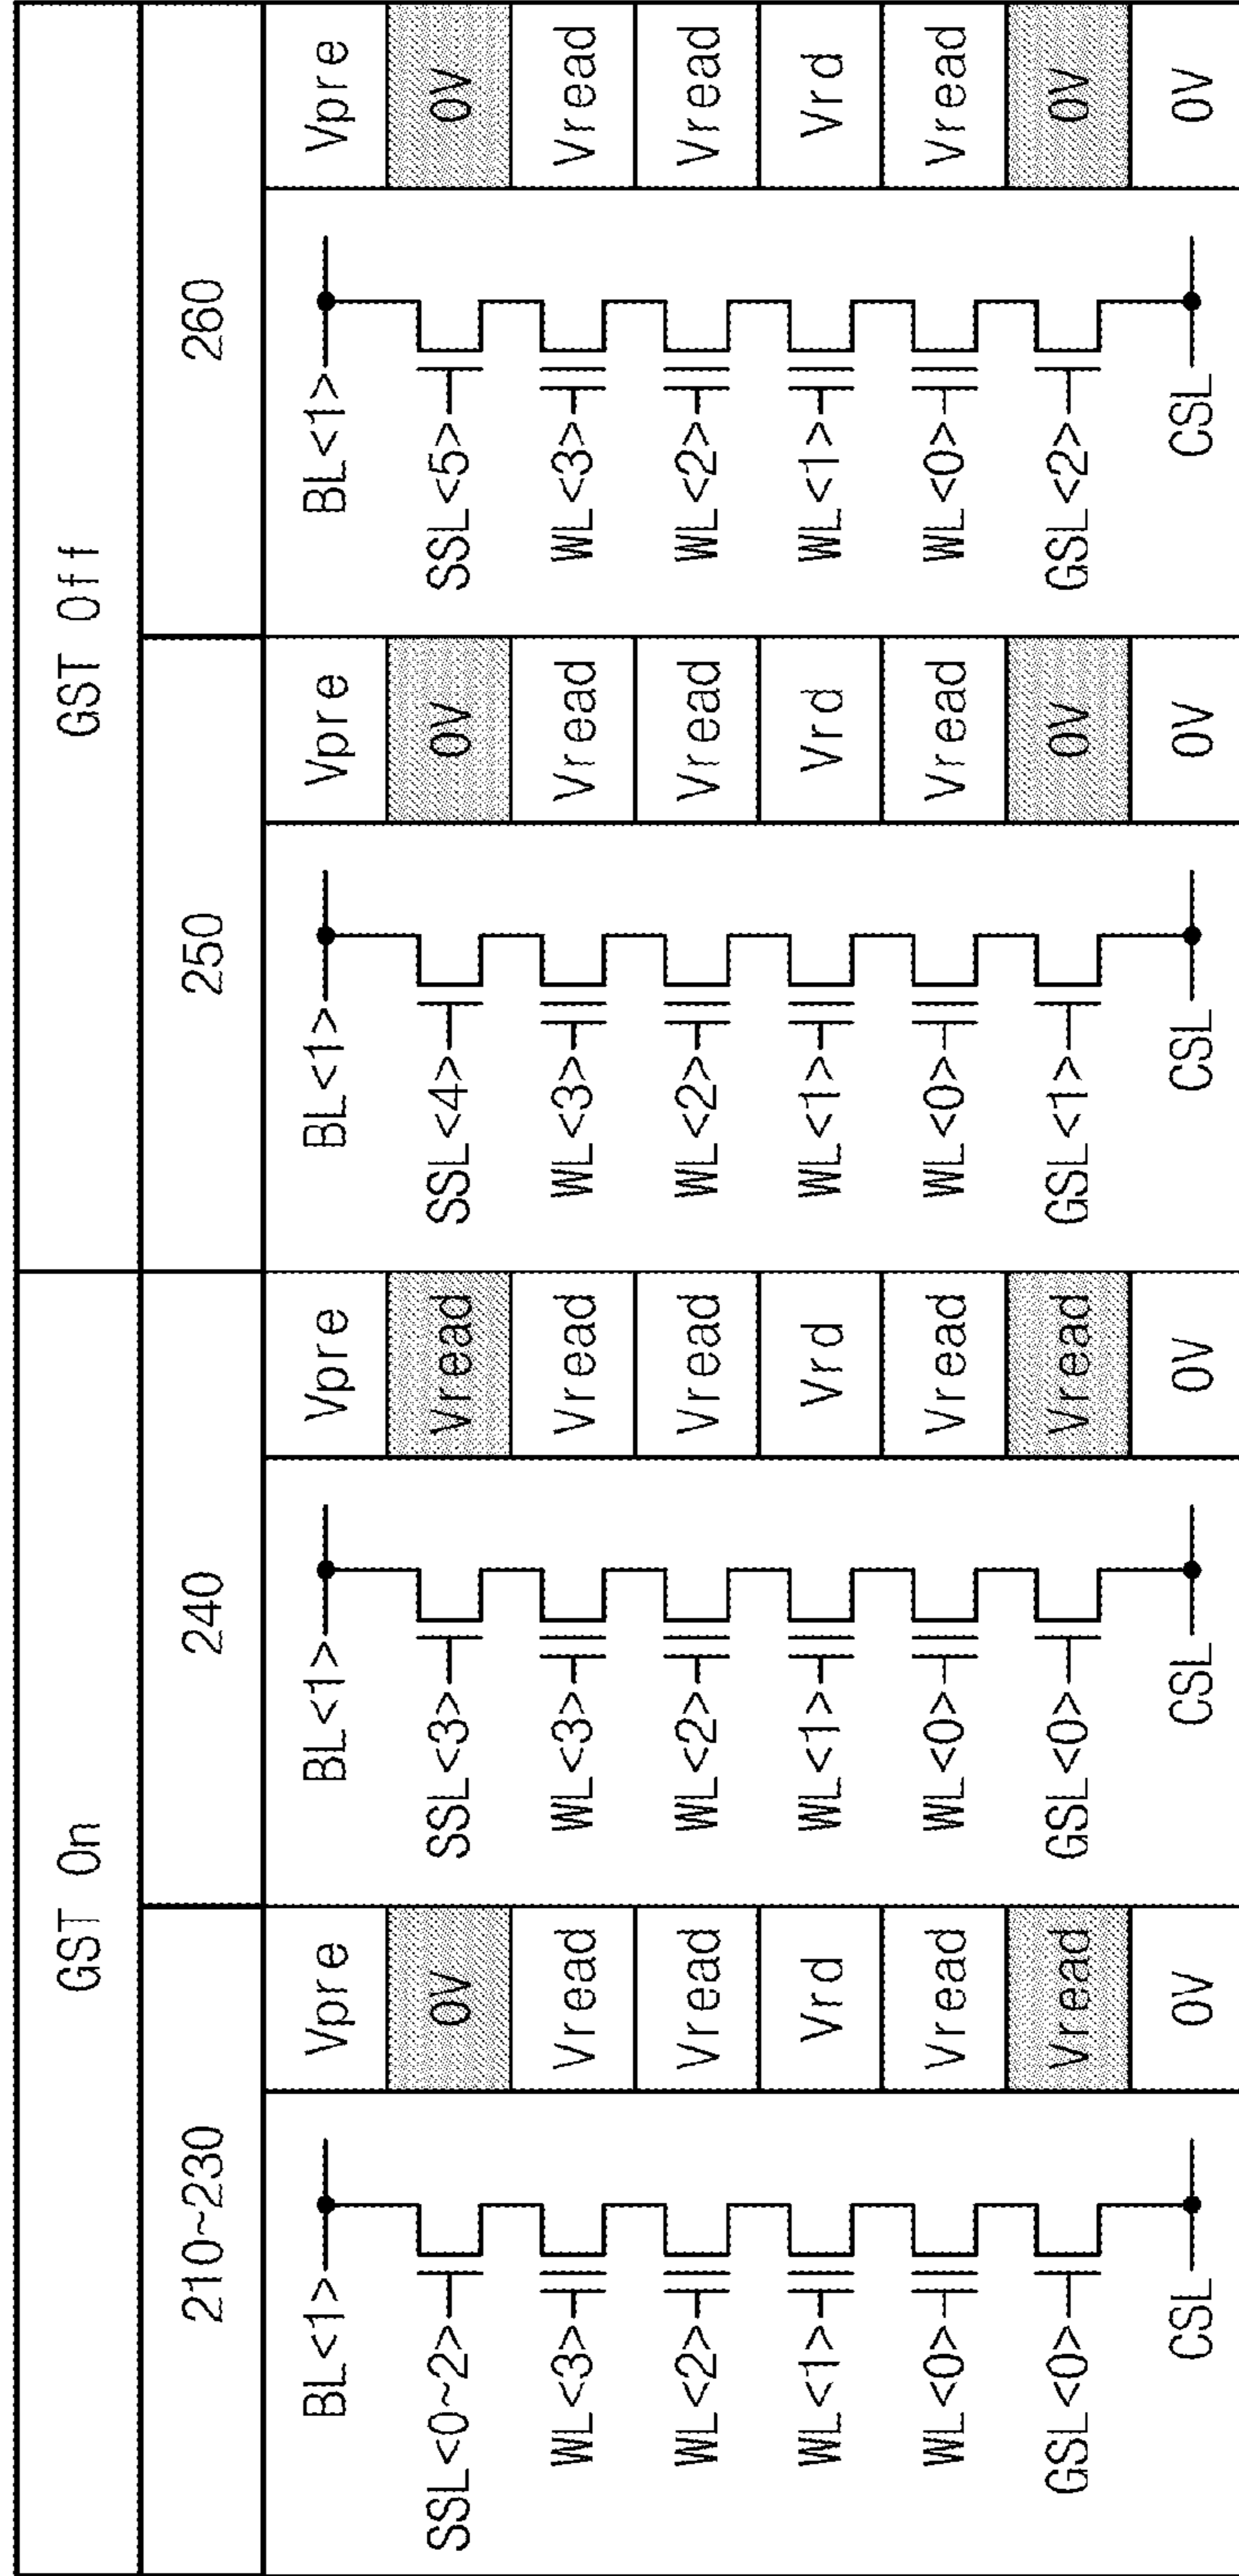 GST On
GST Off
210~230
240
250
260
BL<1>
Vpre
BL<1>
Vpre
BL<1>
Vpre
BL<1>
Vpre
SSL<0~2>
0V
SSL<3>
Vread
SSL<4>
0V
SSL<5>
0V
WL<3>
Vread
WL<3>
Vread
WL<3>
Vread
WL<3>
Vread
WL<2>
Vread
WL<2>
Vread
WL<2>
Vread
WL<2>
Vread
WL<1>
Vrd
WL<1>
Vrd
WL<1>
Vrd
WL<1>
Vrd
WL<0>
Vread
WL<0>
Vread
WL<0>
Vread
WL<0>
Vread
GSL<0>
Vread
GSL<0>
Vread
GSL<1>
0V
GSL<2>
0V
CSL
0V
CSL
0V
CSL
0V
CSL
0V